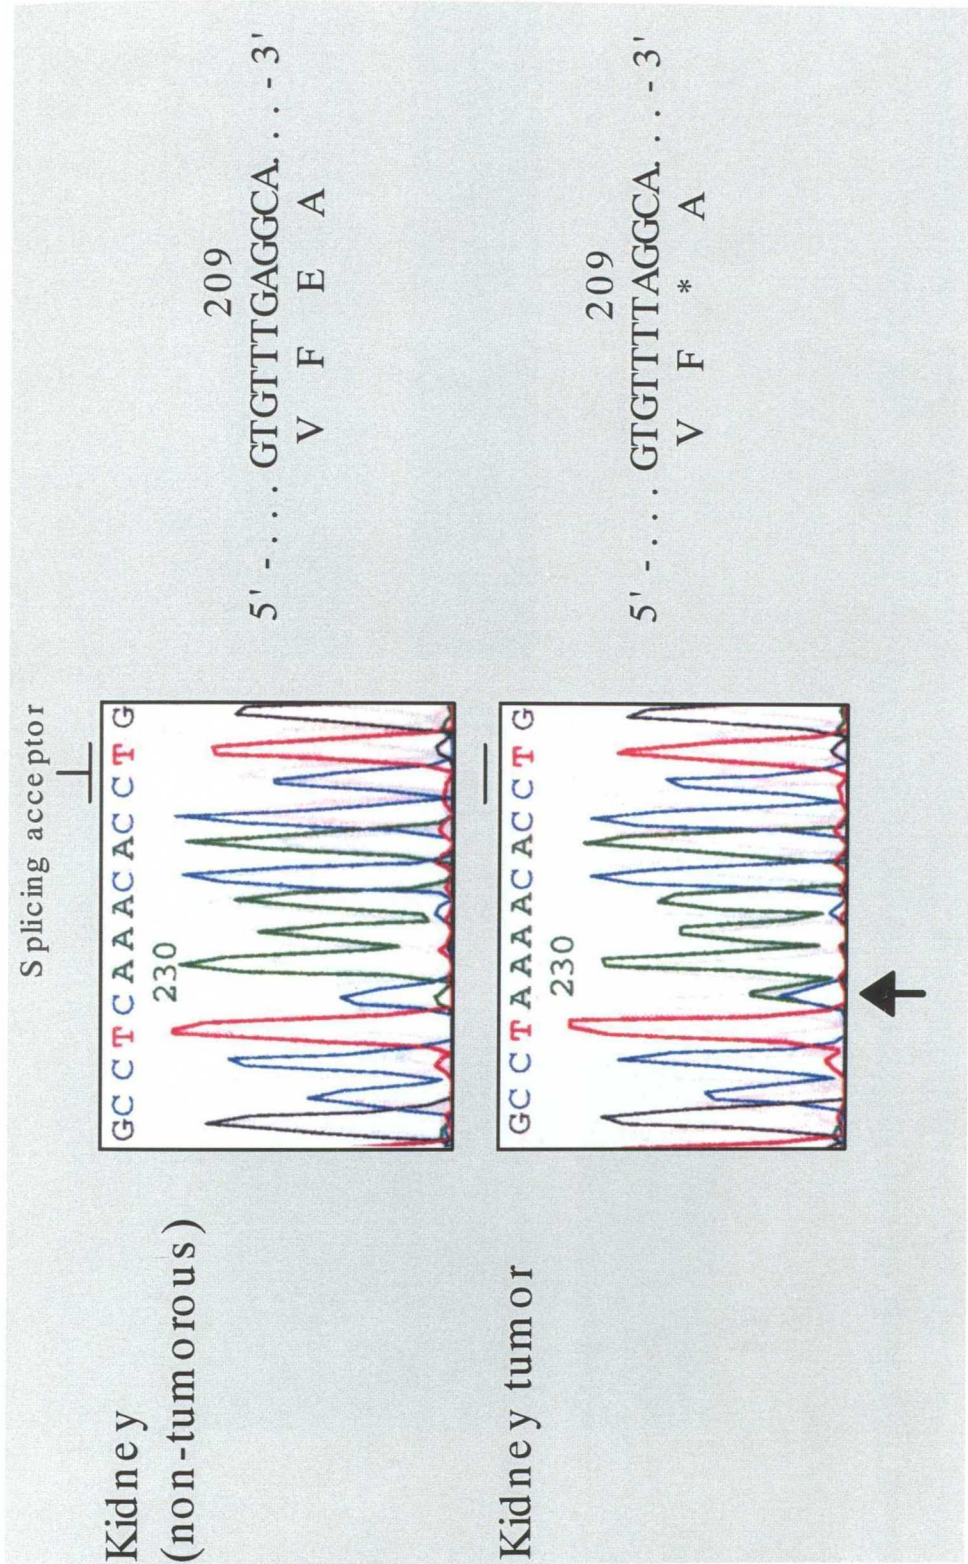 Splicing acceptor
Kidney
(non-tumorous)
GCCTCAAACACCTG
230
209
5' - . . . . GTGTTTGAGGCA. . . . - 3'
V F E A
Kidney tumor
GCCTAAAACACCTG
230
209
5' - . . . . GTGTTTTAGGCA. . . . - 3'
V F * A